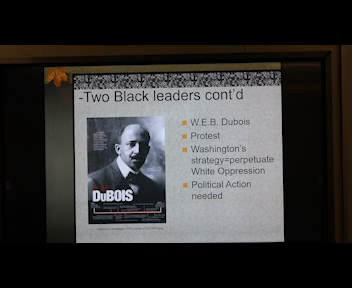 -Two Black leaders cont'd
W.E.B. Dubois
Protest
Washington's
strategy=perpetuate
White Oppression
Political Action
needed
DuBOIS